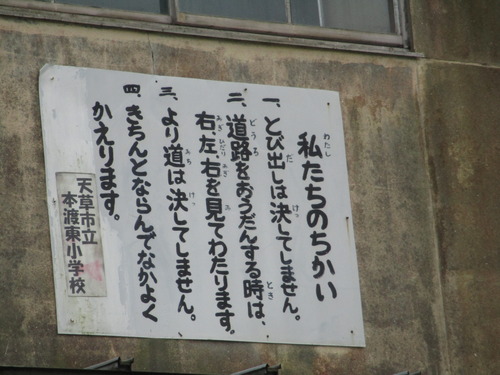 私たちのちかい
一、とび出しは決してしません。
二、道路をおうだんする時は、
右、左、右を見てわたります。
三、より道は決してしません。
四、きちんとならんでなかよく
かえります。
天草市立
本渡東小学校